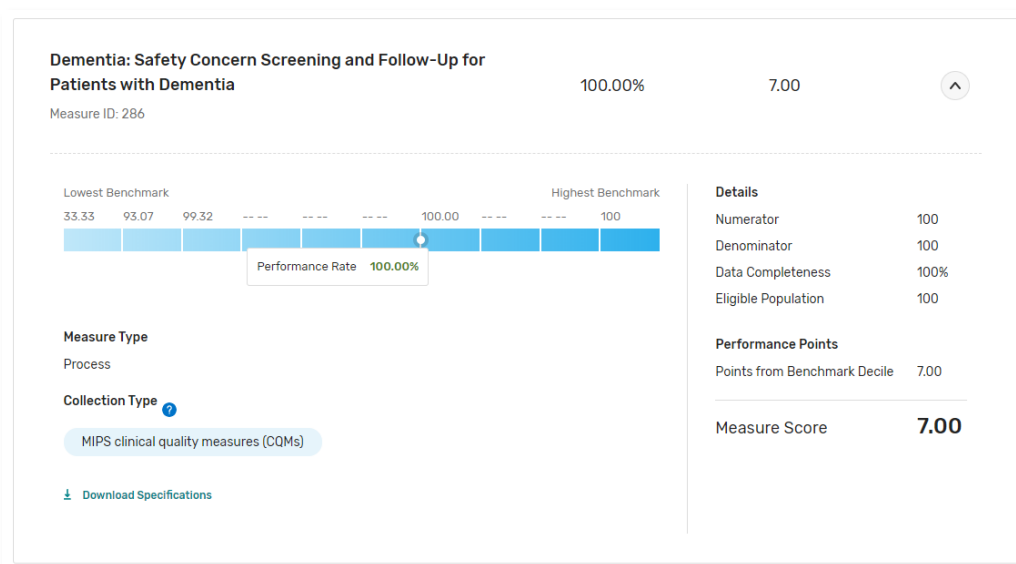 Dementia: Safety Concern Screening and Follow-Up for
Patients with Dementia
100.00%
7.00
Measure ID: 286
Lowest Benchmark
Highest Benchmark
33.33 93.07 99.32 -- -- -- -- -- -- 100.00 -- -- -- -- 100
Performance Rate 100.00%
Measure Type
Process
Collection Type ?
MIPS clinical quality measures (CQMs)
Download Specifications
Details
Numerator 100
Denominator 100
Data Completeness 100%
Eligible Population 100
Performance Points
Points from Benchmark Decile 7.00
Measure Score 7.00